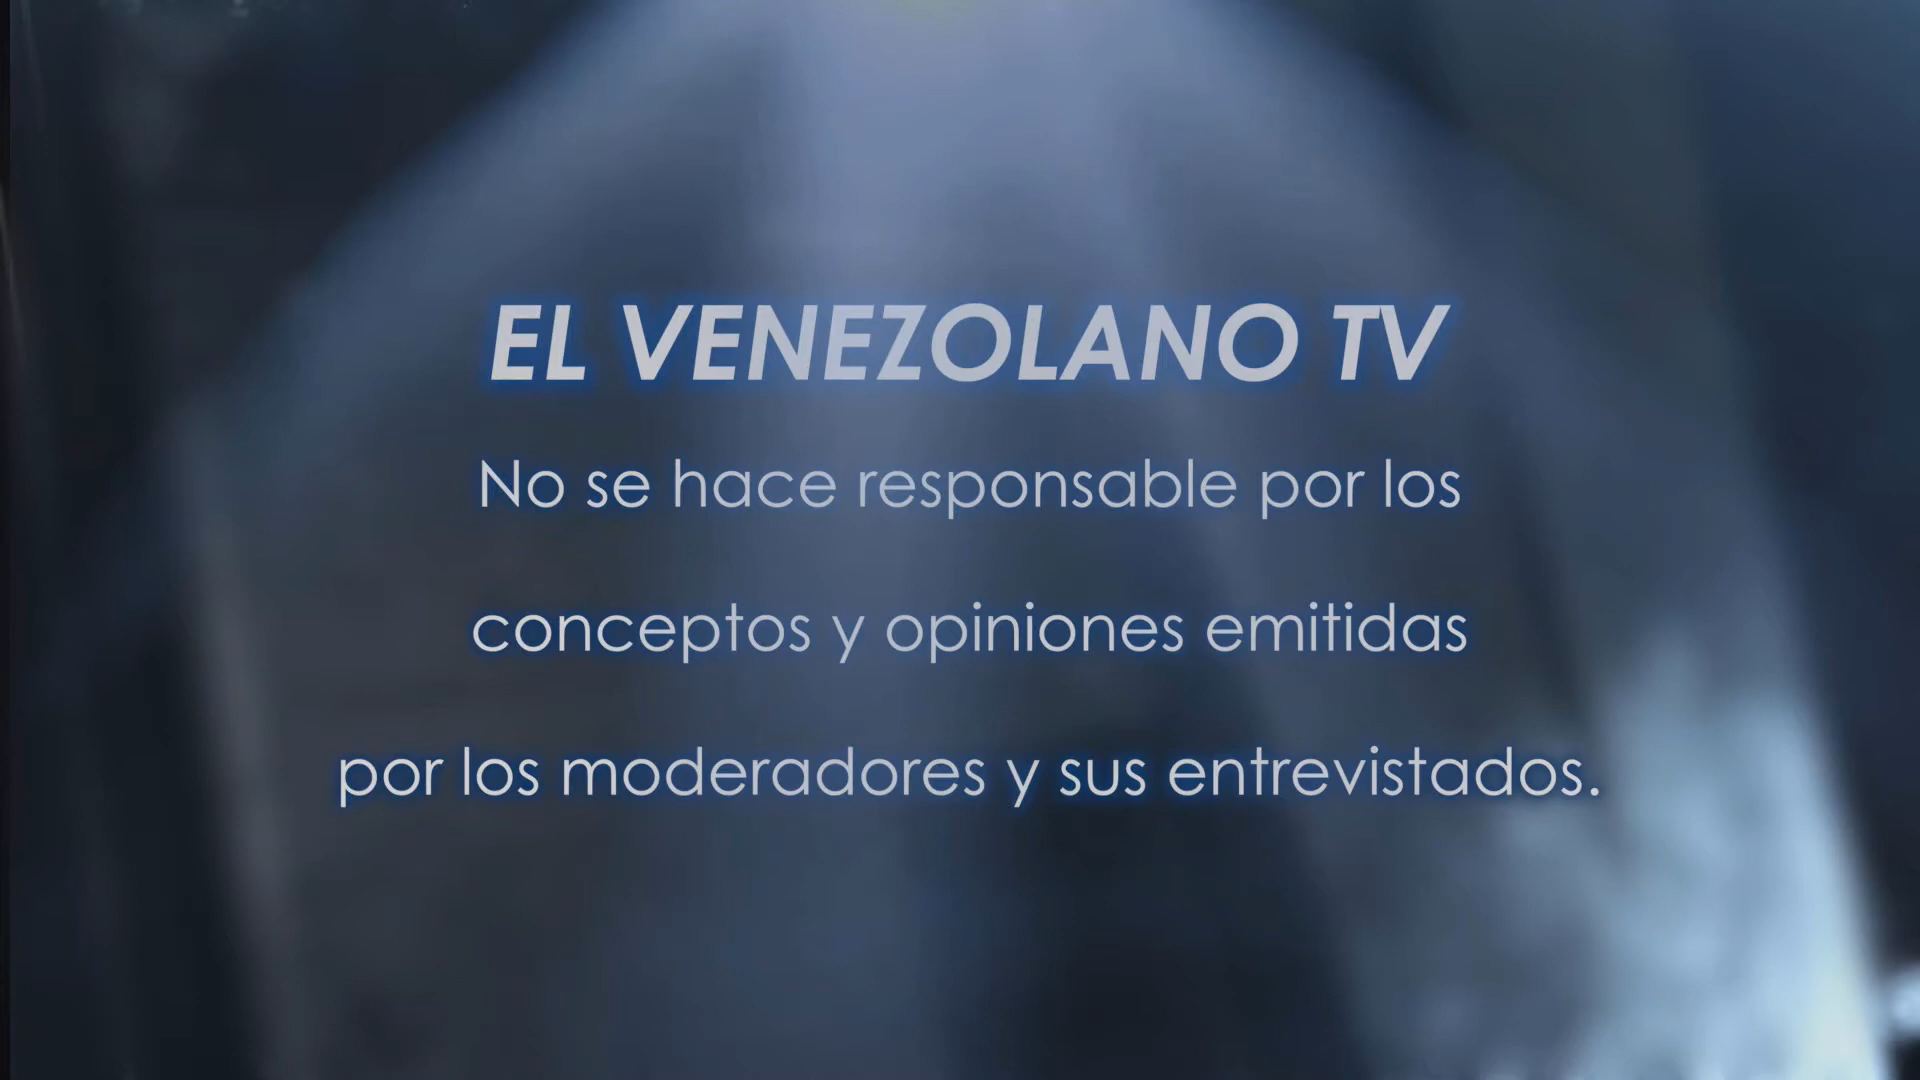 EL VENEZOLANO TV
No se hace responsable por los
conceptos y opiniones emitidas
por los moderadores y sus entrevistados.